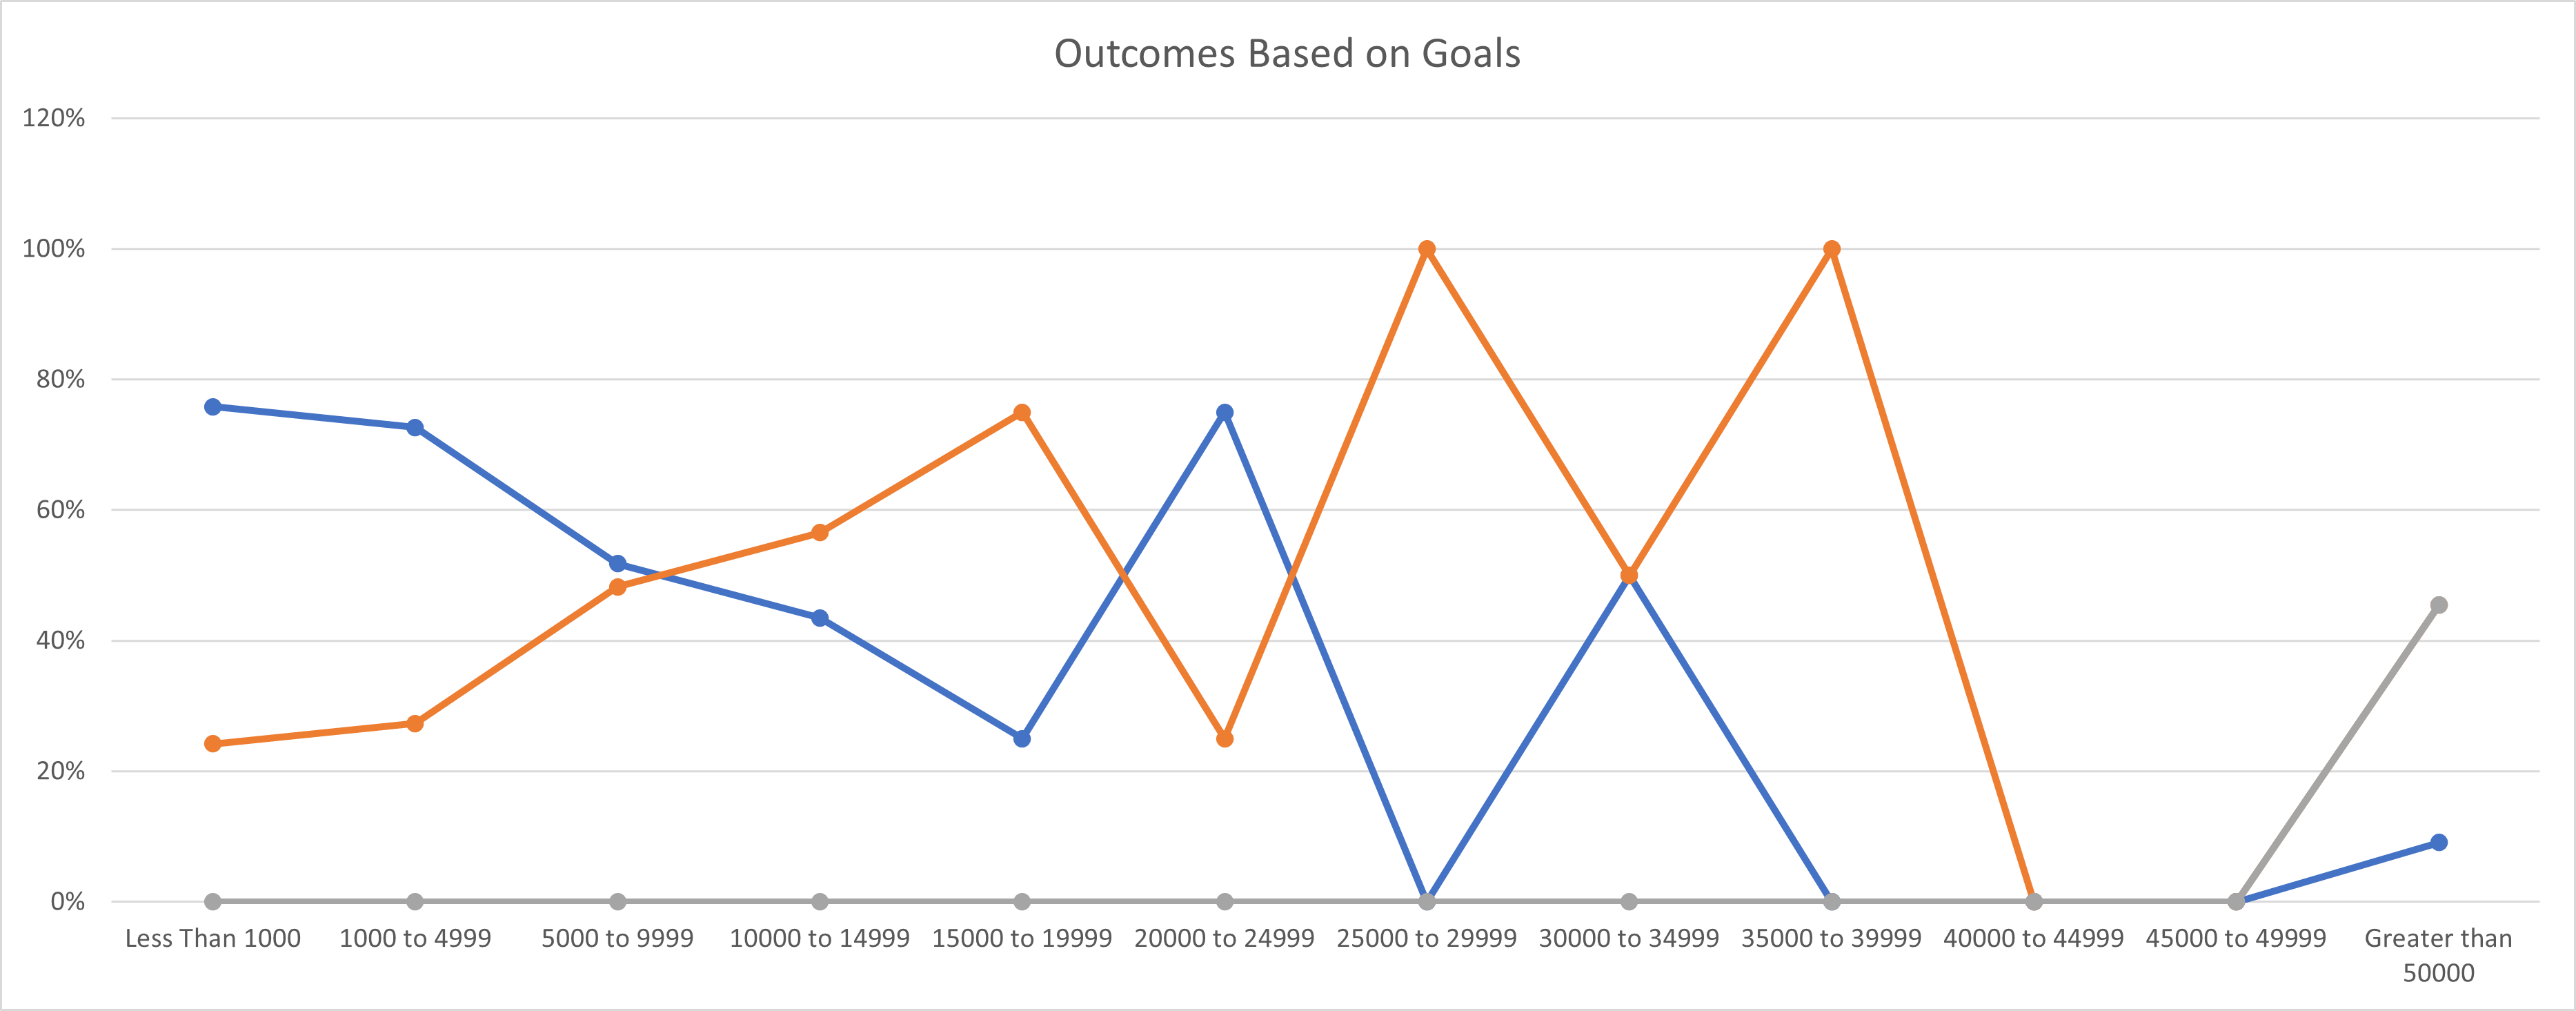 Outcomes Based on Goals
120%
100%
80%
60%
40%
20%
0%
Less Than 1000
1000 to 4999
5000 to 9999
10000 to 14999
15000 to 19999
20000 to 24999
25000 to 29999
30000 to 34999
35000 to 39999
40000 to 44999
45000 to 49999
Greater than
50000